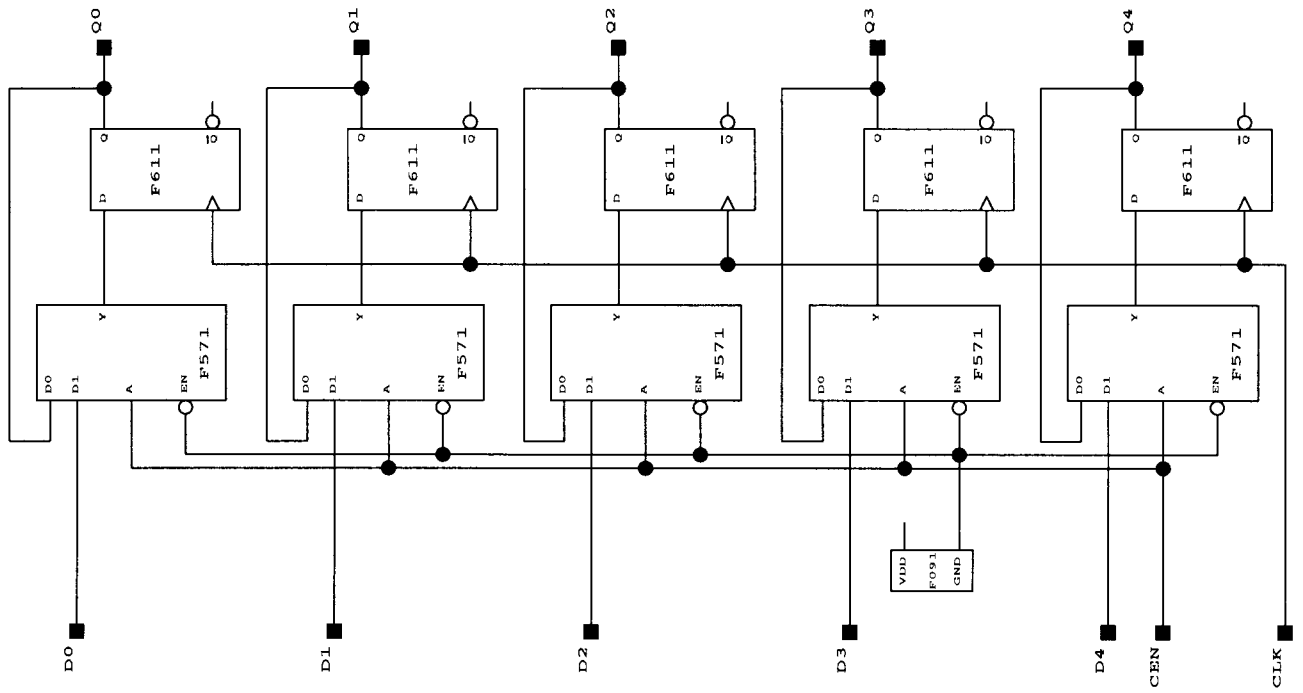 Q0
Q1
Q2
Q3
Q4
Q
Q
F611
D
Q
Q
F611
D
Q
Q
F611
D
Q
Q
F611
D
Q
Q
F611
D
Y
F571
D0
D1
A
EN
Y
F571
D0
D1
A
EN
Y
F571
D0
D1
A
EN
Y
F571
D0
D1
A
EN
Y
F571
D0
D1
A
EN
VDD
F091
GND
D0
D1
D2
D3
D4
CEN
CLK